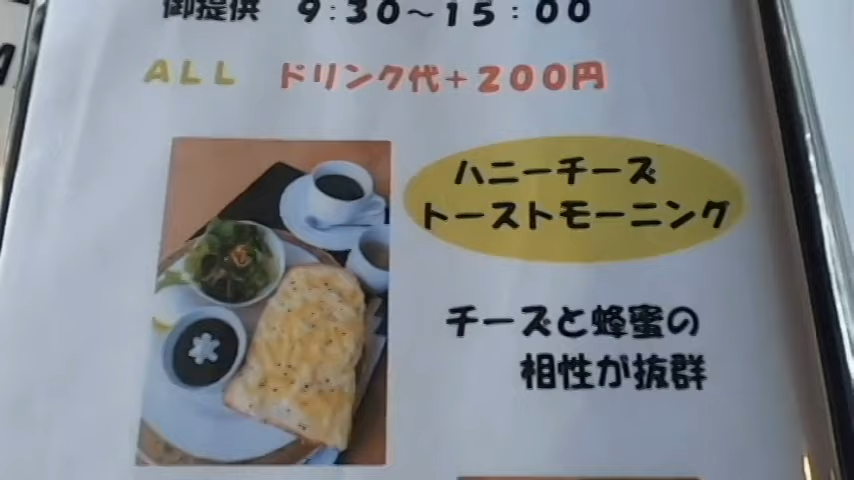 御提供 9:30～15:00
ALL ドリンク代+200円
ハニーチーズ
トーストモーニング
チーズと蜂蜜の
相性が抜群